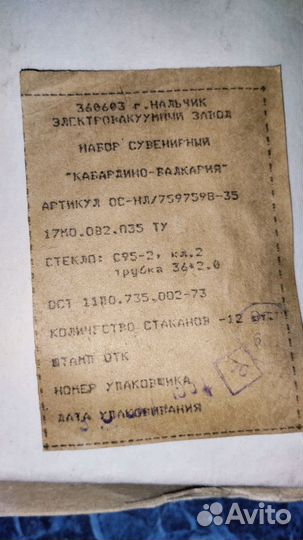 360603 г.НАЛЬЧИК
ЭЛЕКТРОВАКУУМНЫЙ ЗАВОД
НАБОР СУВЕНИРНЫЙ
"КАБАРДИНО-БАЛКАРИЯ"
АРТИКУЛ ОС-НЛ/7597598-35
17М0.082.035 ТУ
СТЕКЛО: С95-2, кл.2
трубка 36*2.0
ОСТ 11П0.735.002-73
КОЛИЧЕСТВО СТАКАНОВ -12 шт.
ШТАМП ОТК
НОМЕР УПАКОВЩИКА
ДАТА УПАКОВЫВАНИЯ
Avito